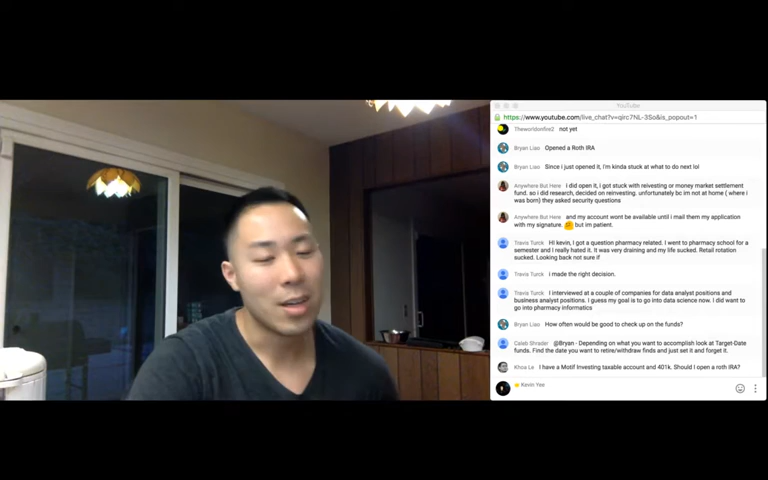 YouTube
https://www.youtube.com/live_chat?v=qirc7NL-3So&is_popout=1
Theworldonfire2 not yet
Bryan Liao Opened a Roth IRA
Bryan Liao Since i just opened it, I'm kinda stuck at what to do next lol
Anywhere But Here I did open it, i got stuck with reivesting or money market settlement
fund. so i did research, decided on reinvesting. unfortunately bc im not at home ( where i
was born) they asked security questions
Anywhere But Here and my account wont be available until i mail them my application
with my signature. but im patient.
Travis Turck Hi kevin, I got a question pharmacy related. I went to pharmacy school for a
semester and I really hated it. It was very draining and my life sucked. Retail rotation
sucked. Looking back not sure if
Travis Turck i made the right decision.
Travis Turck I interviewed at a couple of companies for data analyst positions and
business analyst positions. I guess my goal is to go into data science now. I did want to
go into pharmacy informatics
Bryan Liao How often would be good to check up on the funds?
Caleb Shrader @Bryan - Depending on what you want to accomplish look at Target-Date
funds. Find the date you want to retire/withdraw finds and just set it and forget it.
Khoa Le I have a Motif Investing taxable account and 401k. Should I open a roth IRA?
Kevin Yee